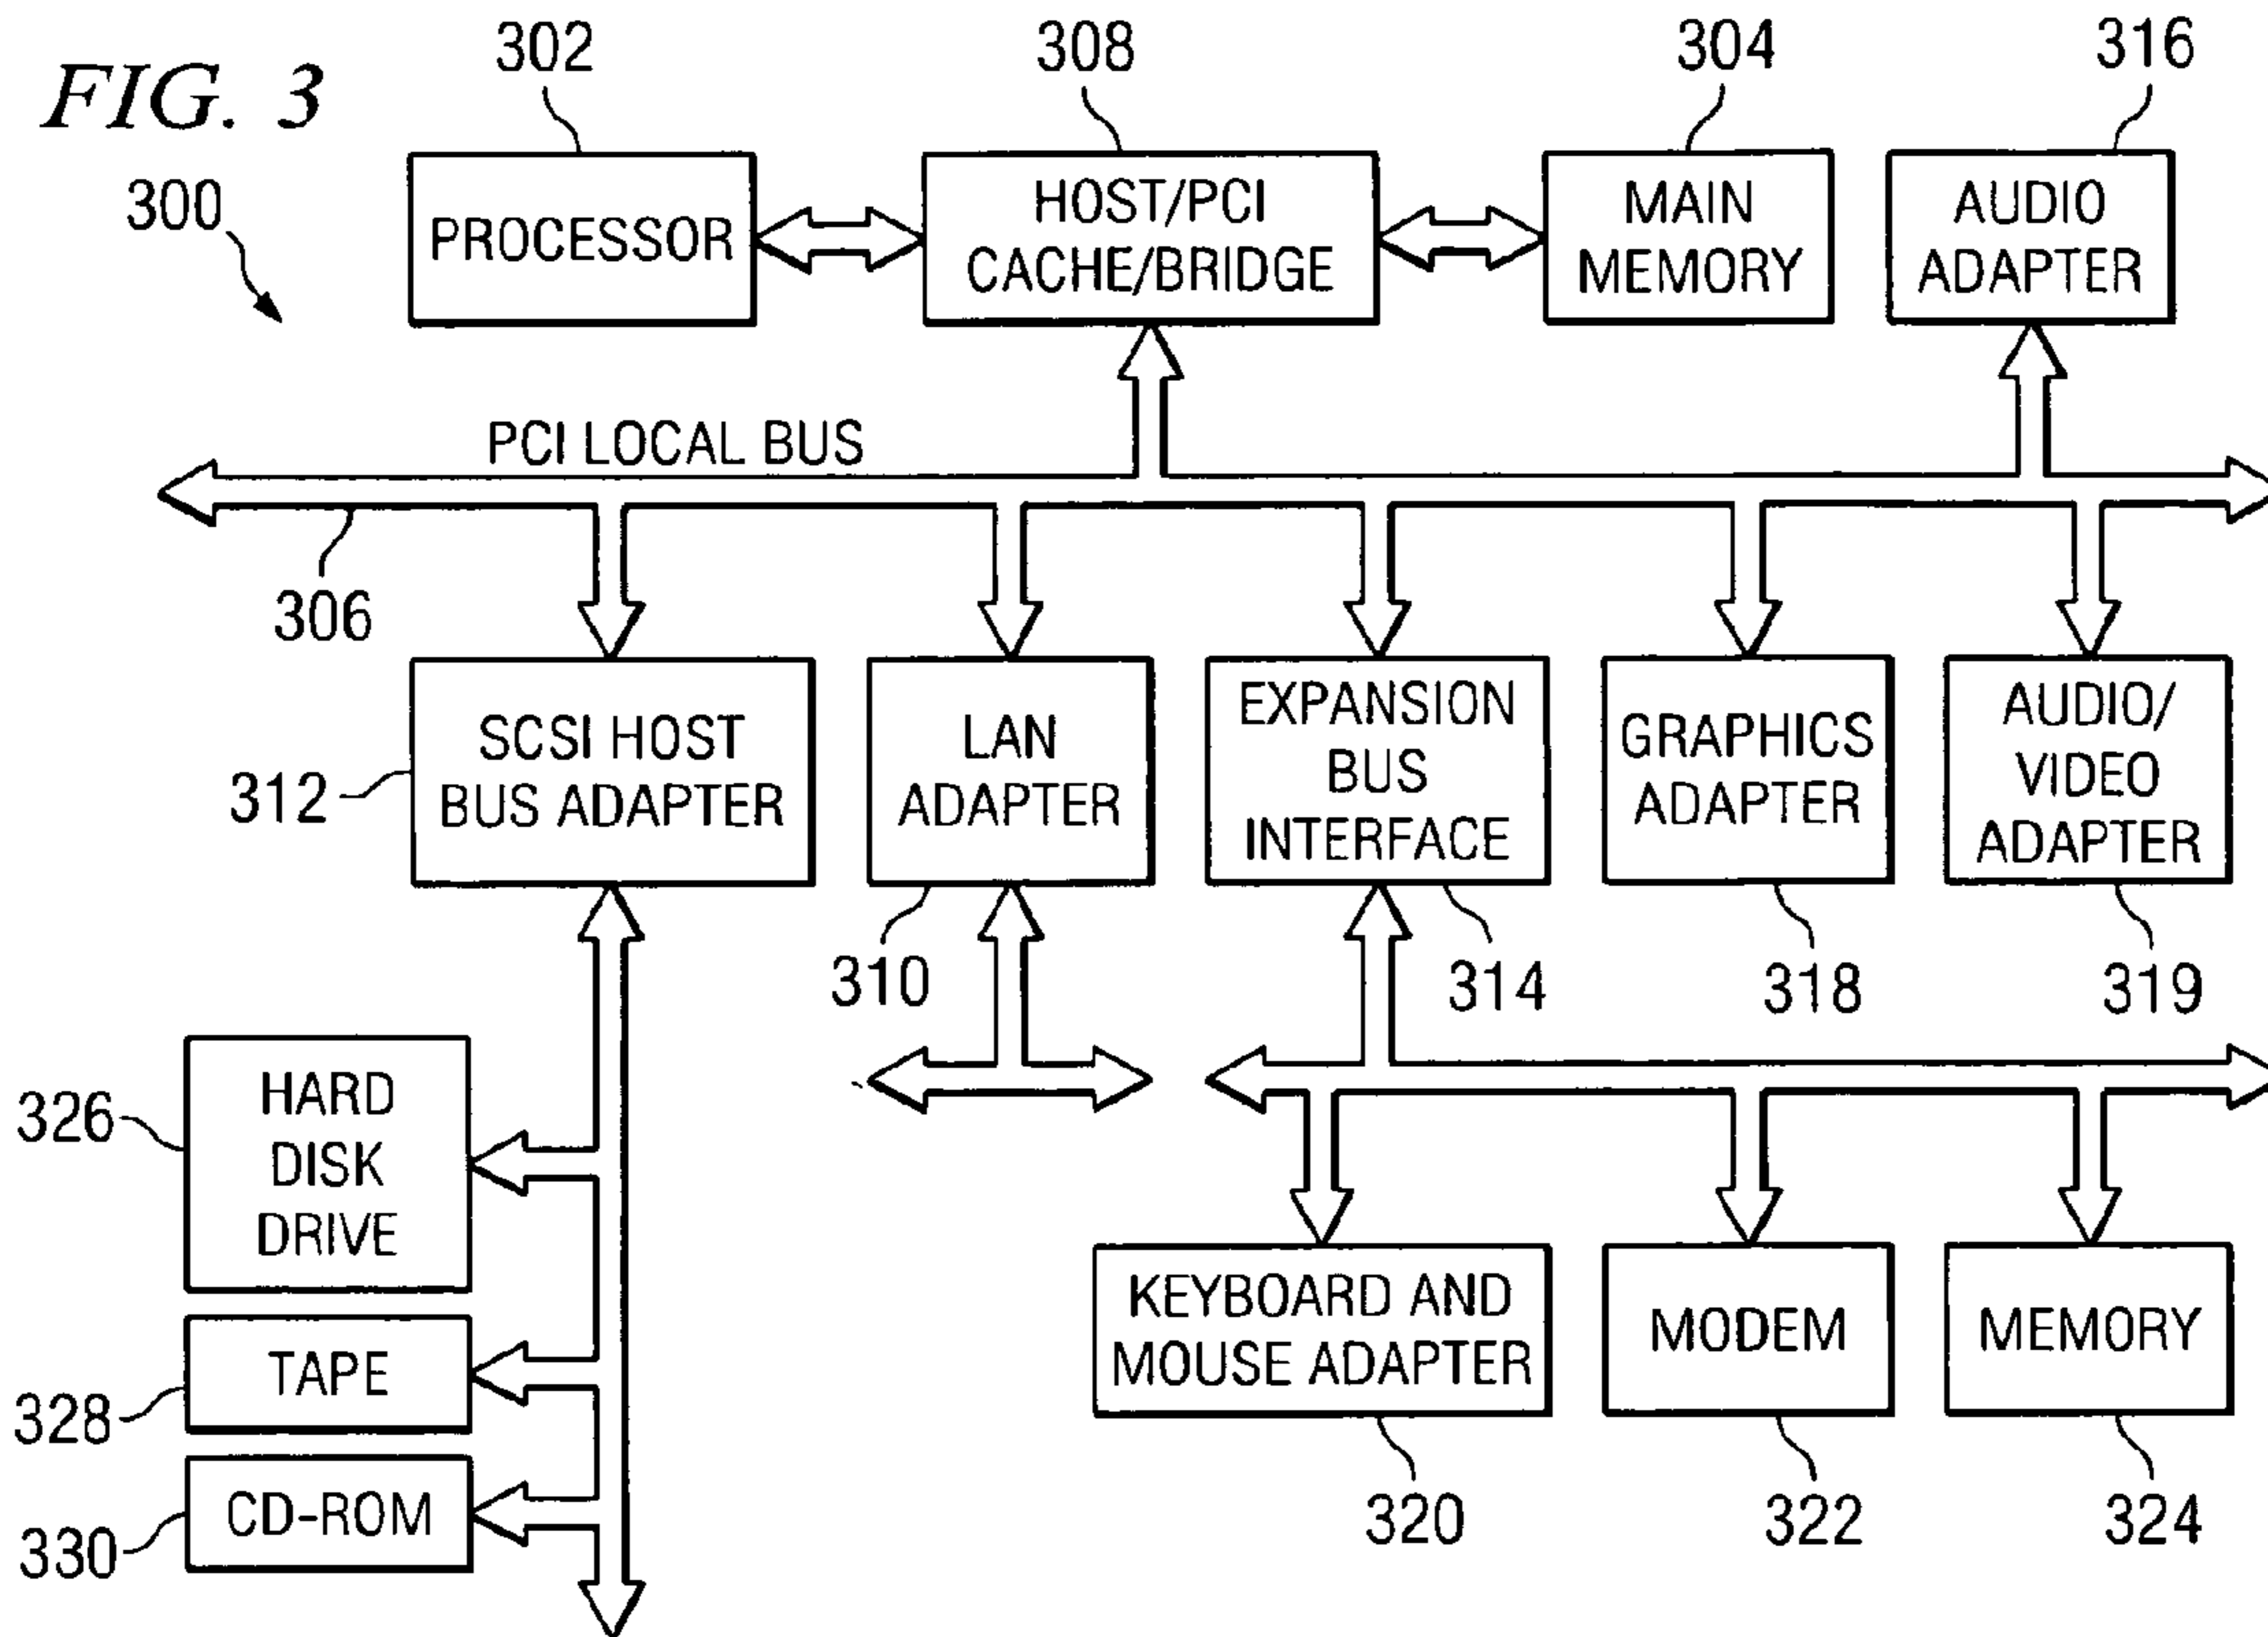 FIG. 3
302
308
304
316
300
PROCESSOR
HOST/PCI
CACHE/BRIDGE
MAIN
MEMORY
AUDIO
ADAPTER
PCI LOCAL BUS
306
312
SCSI HOST
BUS ADAPTER
LAN
ADAPTER
EXPANSION
BUS
INTERFACE
GRAPHICS
ADAPTER
AUDIO/
VIDEO
ADAPTER
310
314
318
319
326
HARD
DISK
DRIVE
328
TAPE
330
CD-ROM
KEYBOARD AND
MOUSE ADAPTER
MODEM
MEMORY
320
322
324